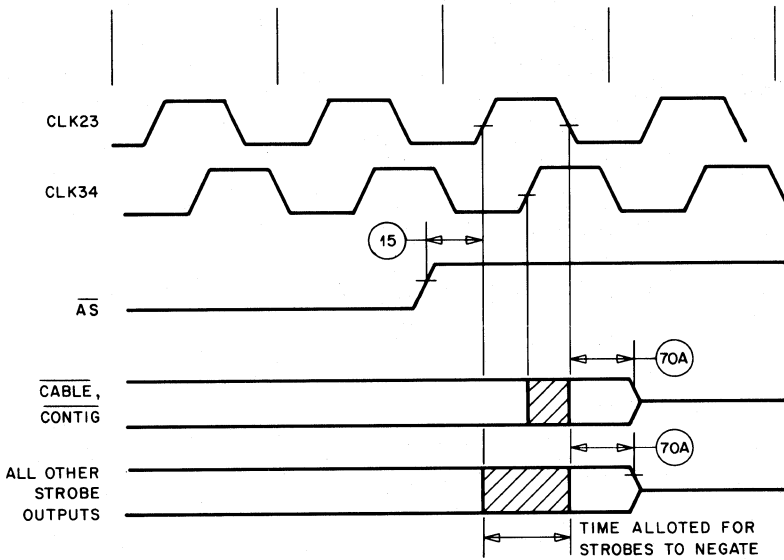 CLK23
CLK34
15
AS
70A
CABLE,
CONTIG
70A
ALL OTHER
STROBE
OUTPUTS
TIME ALLOTED FOR
STROBES TO NEGATE